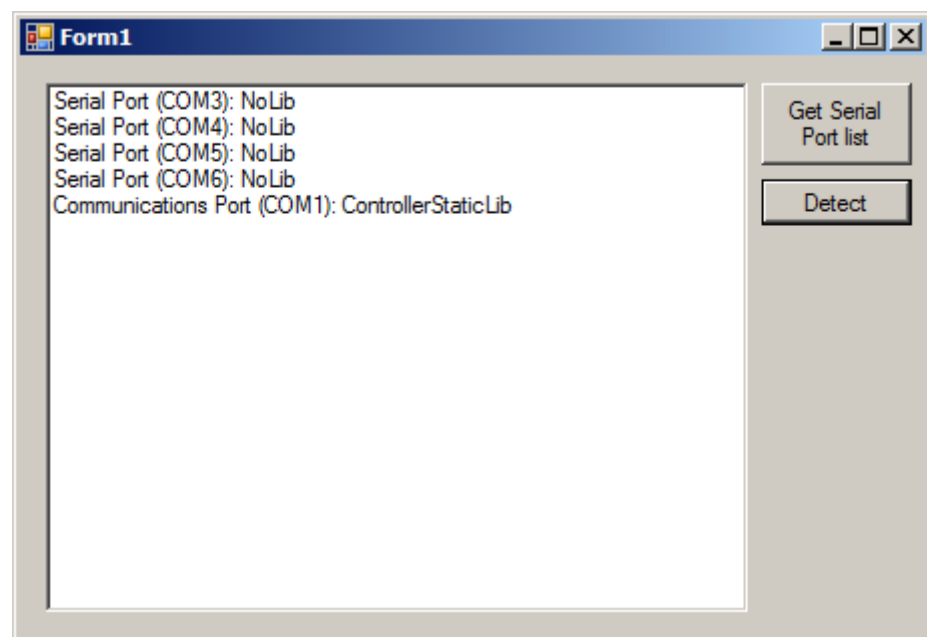 Form1
Serial Port (COM3): NoLib
Serial Port (COM4): NoLib
Serial Port (COM5): NoLib
Serial Port (COM6): NoLib
Communications Port (COM1): ControllerStaticLib
Get Serial
Port list
Detect